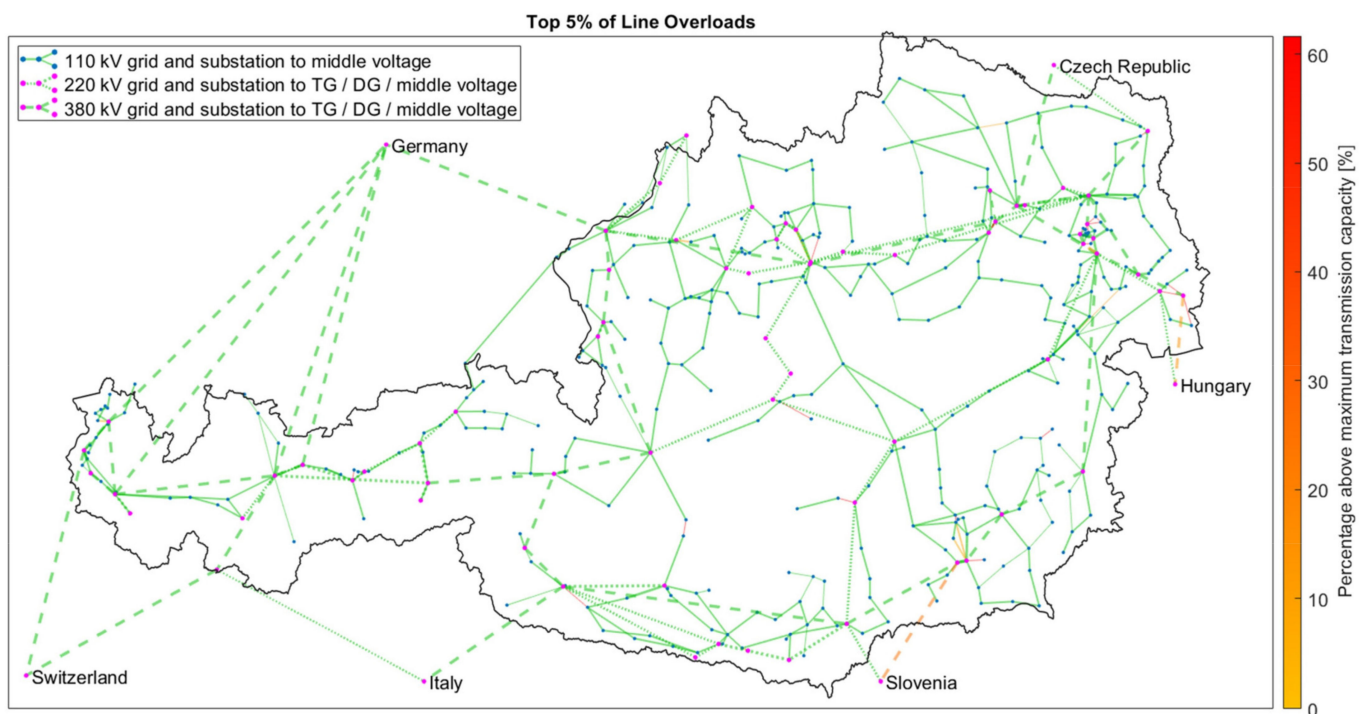 Top 5% of Line Overloads
110 kV grid and substation to middle voltage
220 kV grid and substation to TG / DG / middle voltage
380 kV grid and substation to TG / DG / middle voltage
Czech Republic
Germany
Hungary
Switzerland
Italy
Slovenia
60
50
40
30
20
10
0
Percentage above maximum transmission capacity [%]